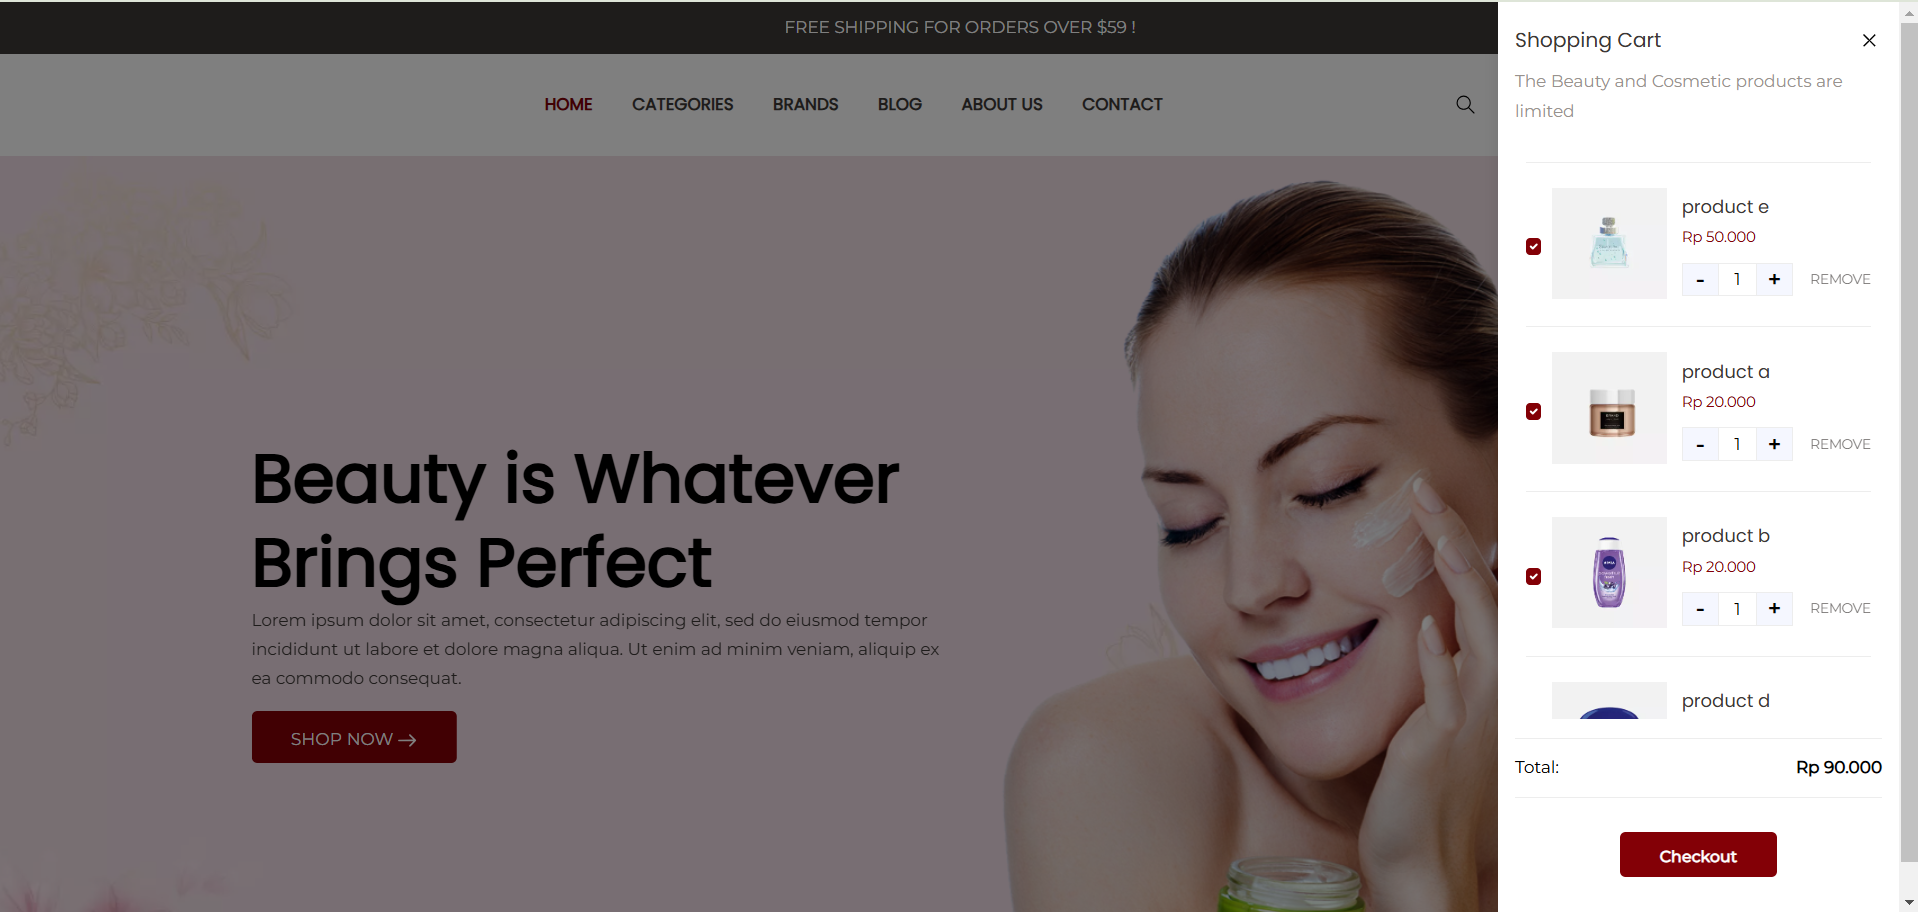 FREE SHIPPING FOR ORDERS OVER $59 !
HOME CATEGORIES BRANDS BLOG ABOUT US CONTACT
Beauty is Whatever
Brings Perfect
Lorem ipsum dolor sit amet, consectetur adipiscing elit, sed do eiusmod tempor
incididunt ut labore et dolore magna aliqua. Ut enim ad minim veniam, aliquip ex
ea commodo consequat.
SHOP NOW
Shopping Cart
The Beauty and Cosmetic products are
limited
product e
Rp 50.000
- 1 + REMOVE
product a
Rp 20.000
- 1 + REMOVE
product b
Rp 20.000
- 1 + REMOVE
product d
Total: Rp 90.000
Checkout